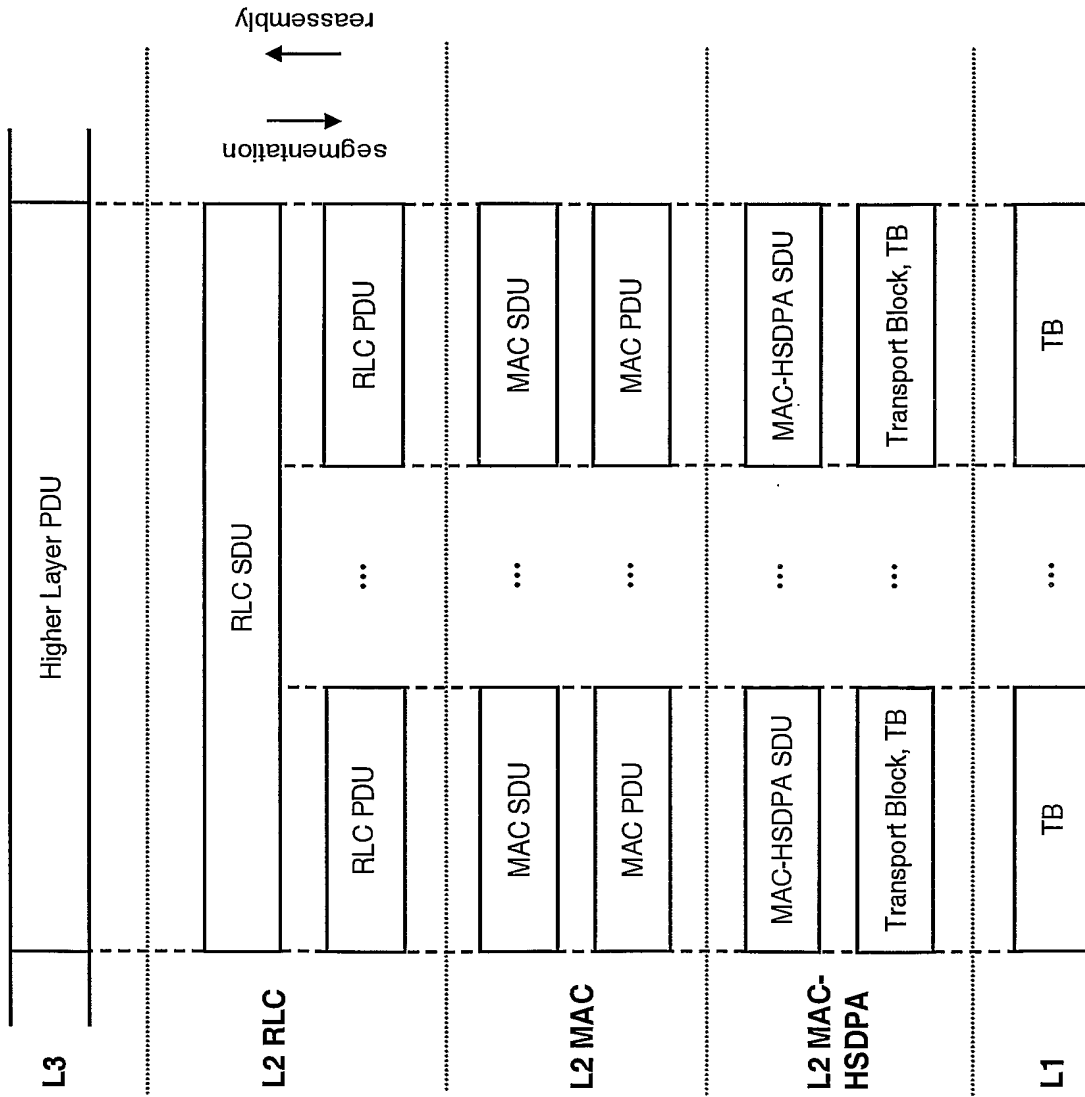 L3
Higher Layer PDU
L2 RLC
RLC SDU
RLC PDU
...
RLC PDU
segmentation
reassembly
L2 MAC
MAC SDU
...
MAC SDU
MAC PDU
...
MAC PDU
L2 MAC-
HSDPA
MAC-HSDPA SDU
...
MAC-HSDPA SDU
Transport Block, TB
...
Transport Block, TB
L1
TB
...
TB